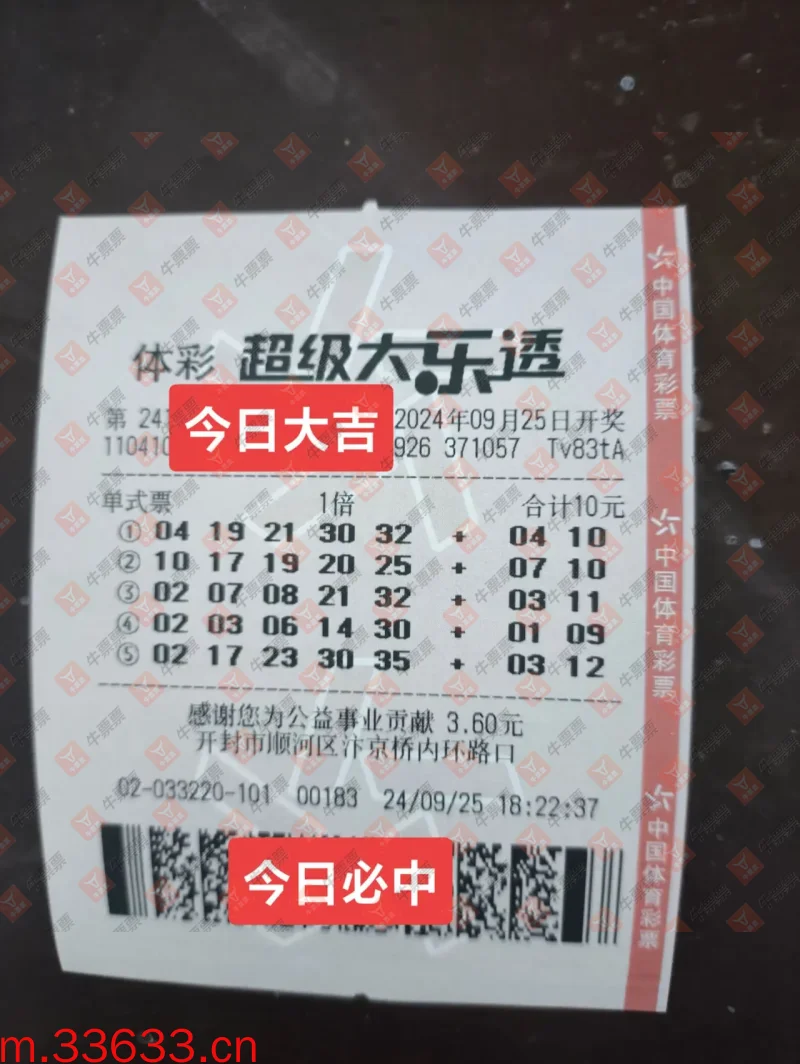 体彩 超级大乐透
第 24
今日大吉
2024年09月25日开奖
110410
926 371057 Tv83tA
单式票 1倍 合计10元
① 04 19 21 30 32 + 04 10
② 10 17 19 20 25 + 07 10
③ 02 07 08 21 32 + 03 11
④ 02 03 06 14 30 + 01 09
⑤ 02 17 23 30 35 + 03 12
感谢您为公益事业贡献 3.60元
开封市顺河区汴京桥内环路口
02-033220-101 00183 24/09/25 18:22:37
今日必中
中国体育彩票
中国体育彩票
中国体育彩票
牛票票
m.33633.cn